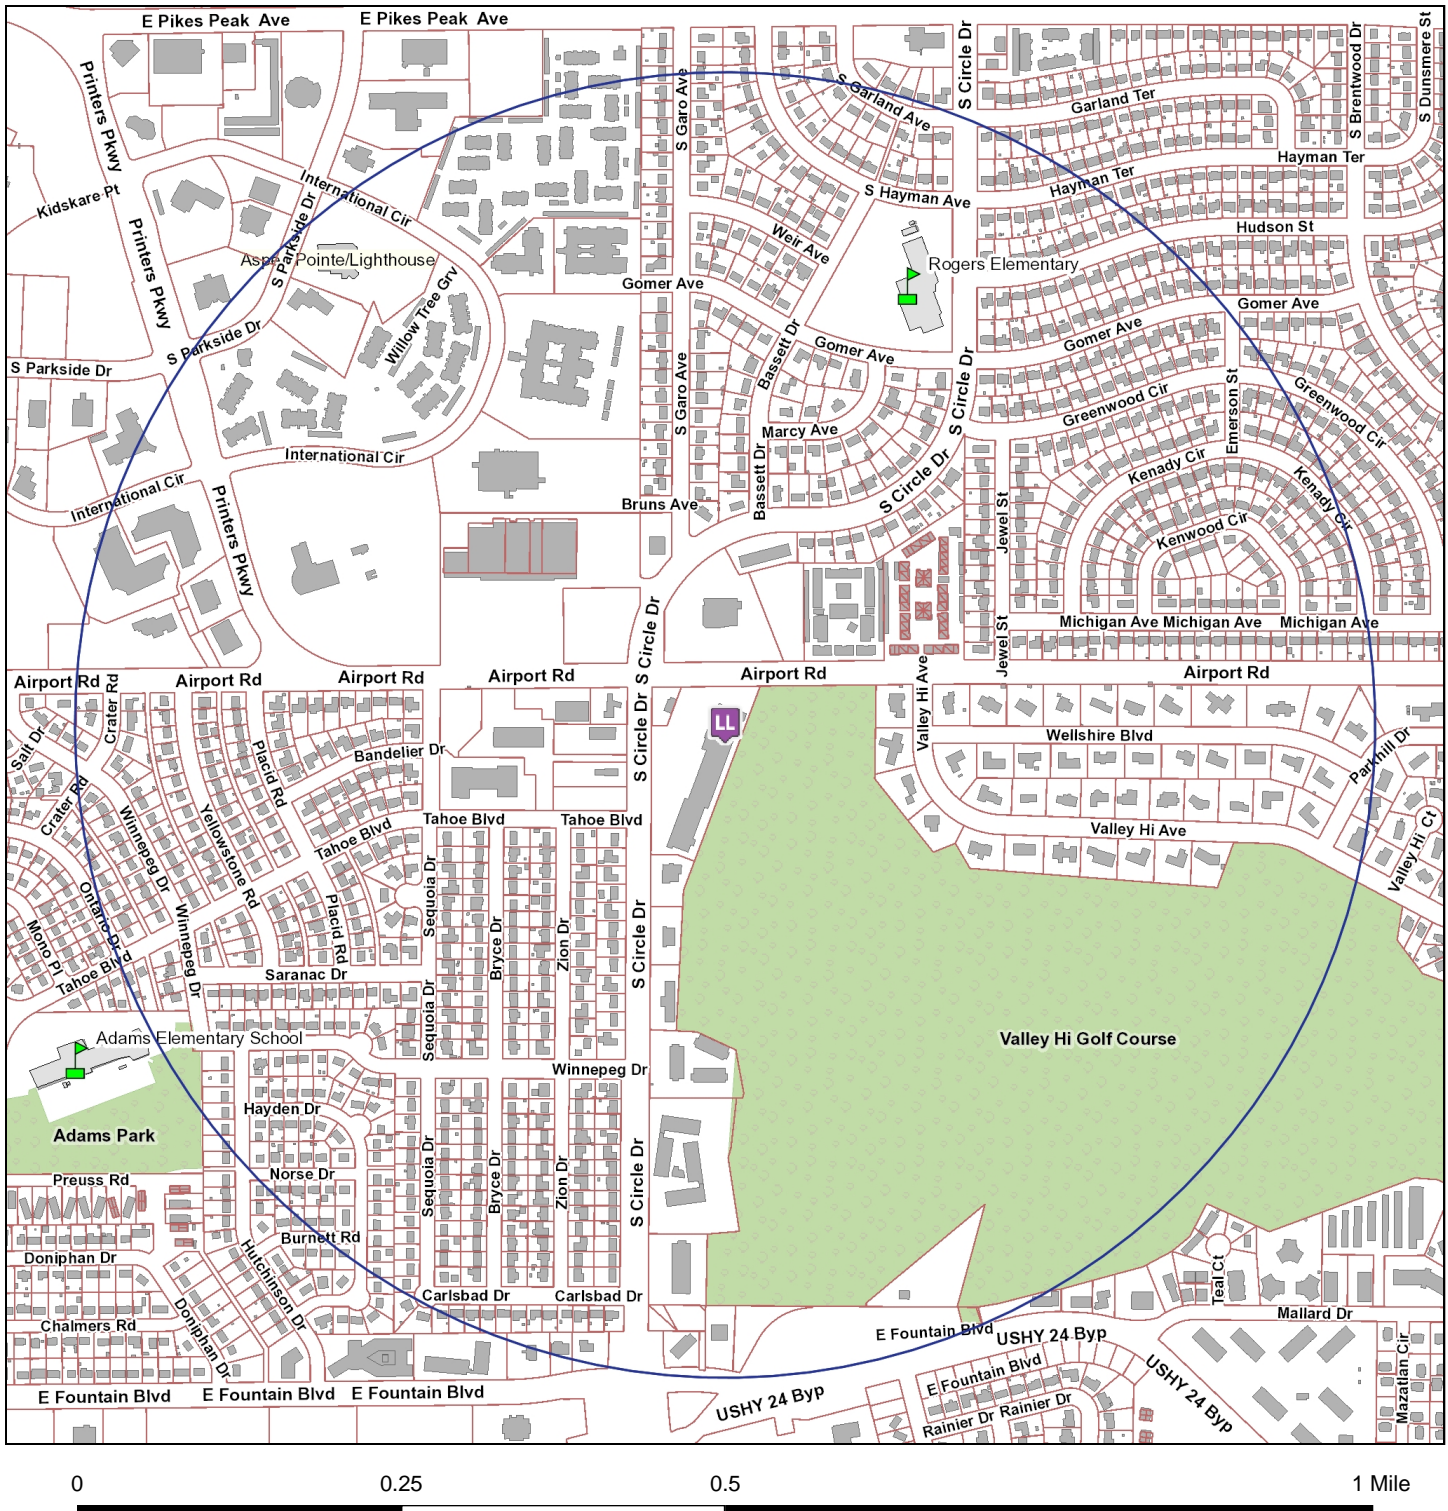 E Pikes Peak Ave
E Pikes Peak Ave
Printers Pkwy
S Garo Ave
S Garland Ave
S Circle Dr
Garland Ter
S Brentwood Dr
S Dunsmere St
Kidskare Pt
International Cir
S Hayman Ave
Hayman Ter
Hayman Ter
Printers Pkwy
S Parkside Dr
Weir Ave
Hudson St
Aspen Pointe/Lighthouse
Rogers Elementary
Gomer Ave
Gomer Ave
Willow Tree Grv
S Parkside Dr
Bassett Dr
Gomer Ave
Gomer Ave
S Parkside Dr
S Garo Ave
S Circle Dr
Greenwood Cir
Emerson St
Greenwood Cir
Marcy Ave
International Cir
Kenady Cir
Kenady Cir
International Cir
Bassett Dr
S Circle Dr
Bruns Ave
Jewel St
Kenwood Cir
Printers Pkwy
S Circle Dr
Jewel St
Michigan Ave
Michigan Ave
Michigan Ave
Airport Rd
Airport Rd
Airport Rd
Airport Rd
Airport Rd
Airport Rd
Crater Rd
Valley Hi Ave
LL
Salt Dr
Placid Rd
Bandelier Dr
S Circle Dr
Wellshire Blvd
Parkhill Dr
Crater Rd
Winnepeg Dr
Yellowstone Rd
Tahoe Blvd
Tahoe Blvd
Tahoe Blvd
Valley Hi Ave
Valley Hi Ct
Ontario Dr
Mono Pl
Tahoe Blvd
Winnepeg Dr
Placid Rd
Sequoia Dr
Bryce Dr
Zion Dr
S Circle Dr
Saranac Dr
Sequoia Dr
Adams Elementary School
Valley Hi Golf Course
Winnepeg Dr
Hayden Dr
Adams Park
Norse Dr
Preuss Rd
Sequoia Dr
Bryce Dr
Zion Dr
S Circle Dr
Burnett Rd
Doniphan Dr
Hutchinson Dr
Teal Ct
Carlsbad Dr
Carlsbad Dr
Chalmers Rd
Doniphan Dr
Mallard Dr
E Fountain Blvd
USHY 24 Byp
E Fountain Blvd
USHY 24 Byp
Mazatlan Cir
E Fountain Blvd
E Fountain Blvd
E Fountain Blvd
USHY 24 Byp
Rainier Dr
Rainier Dr
0
0.25
0.5
1 Mile